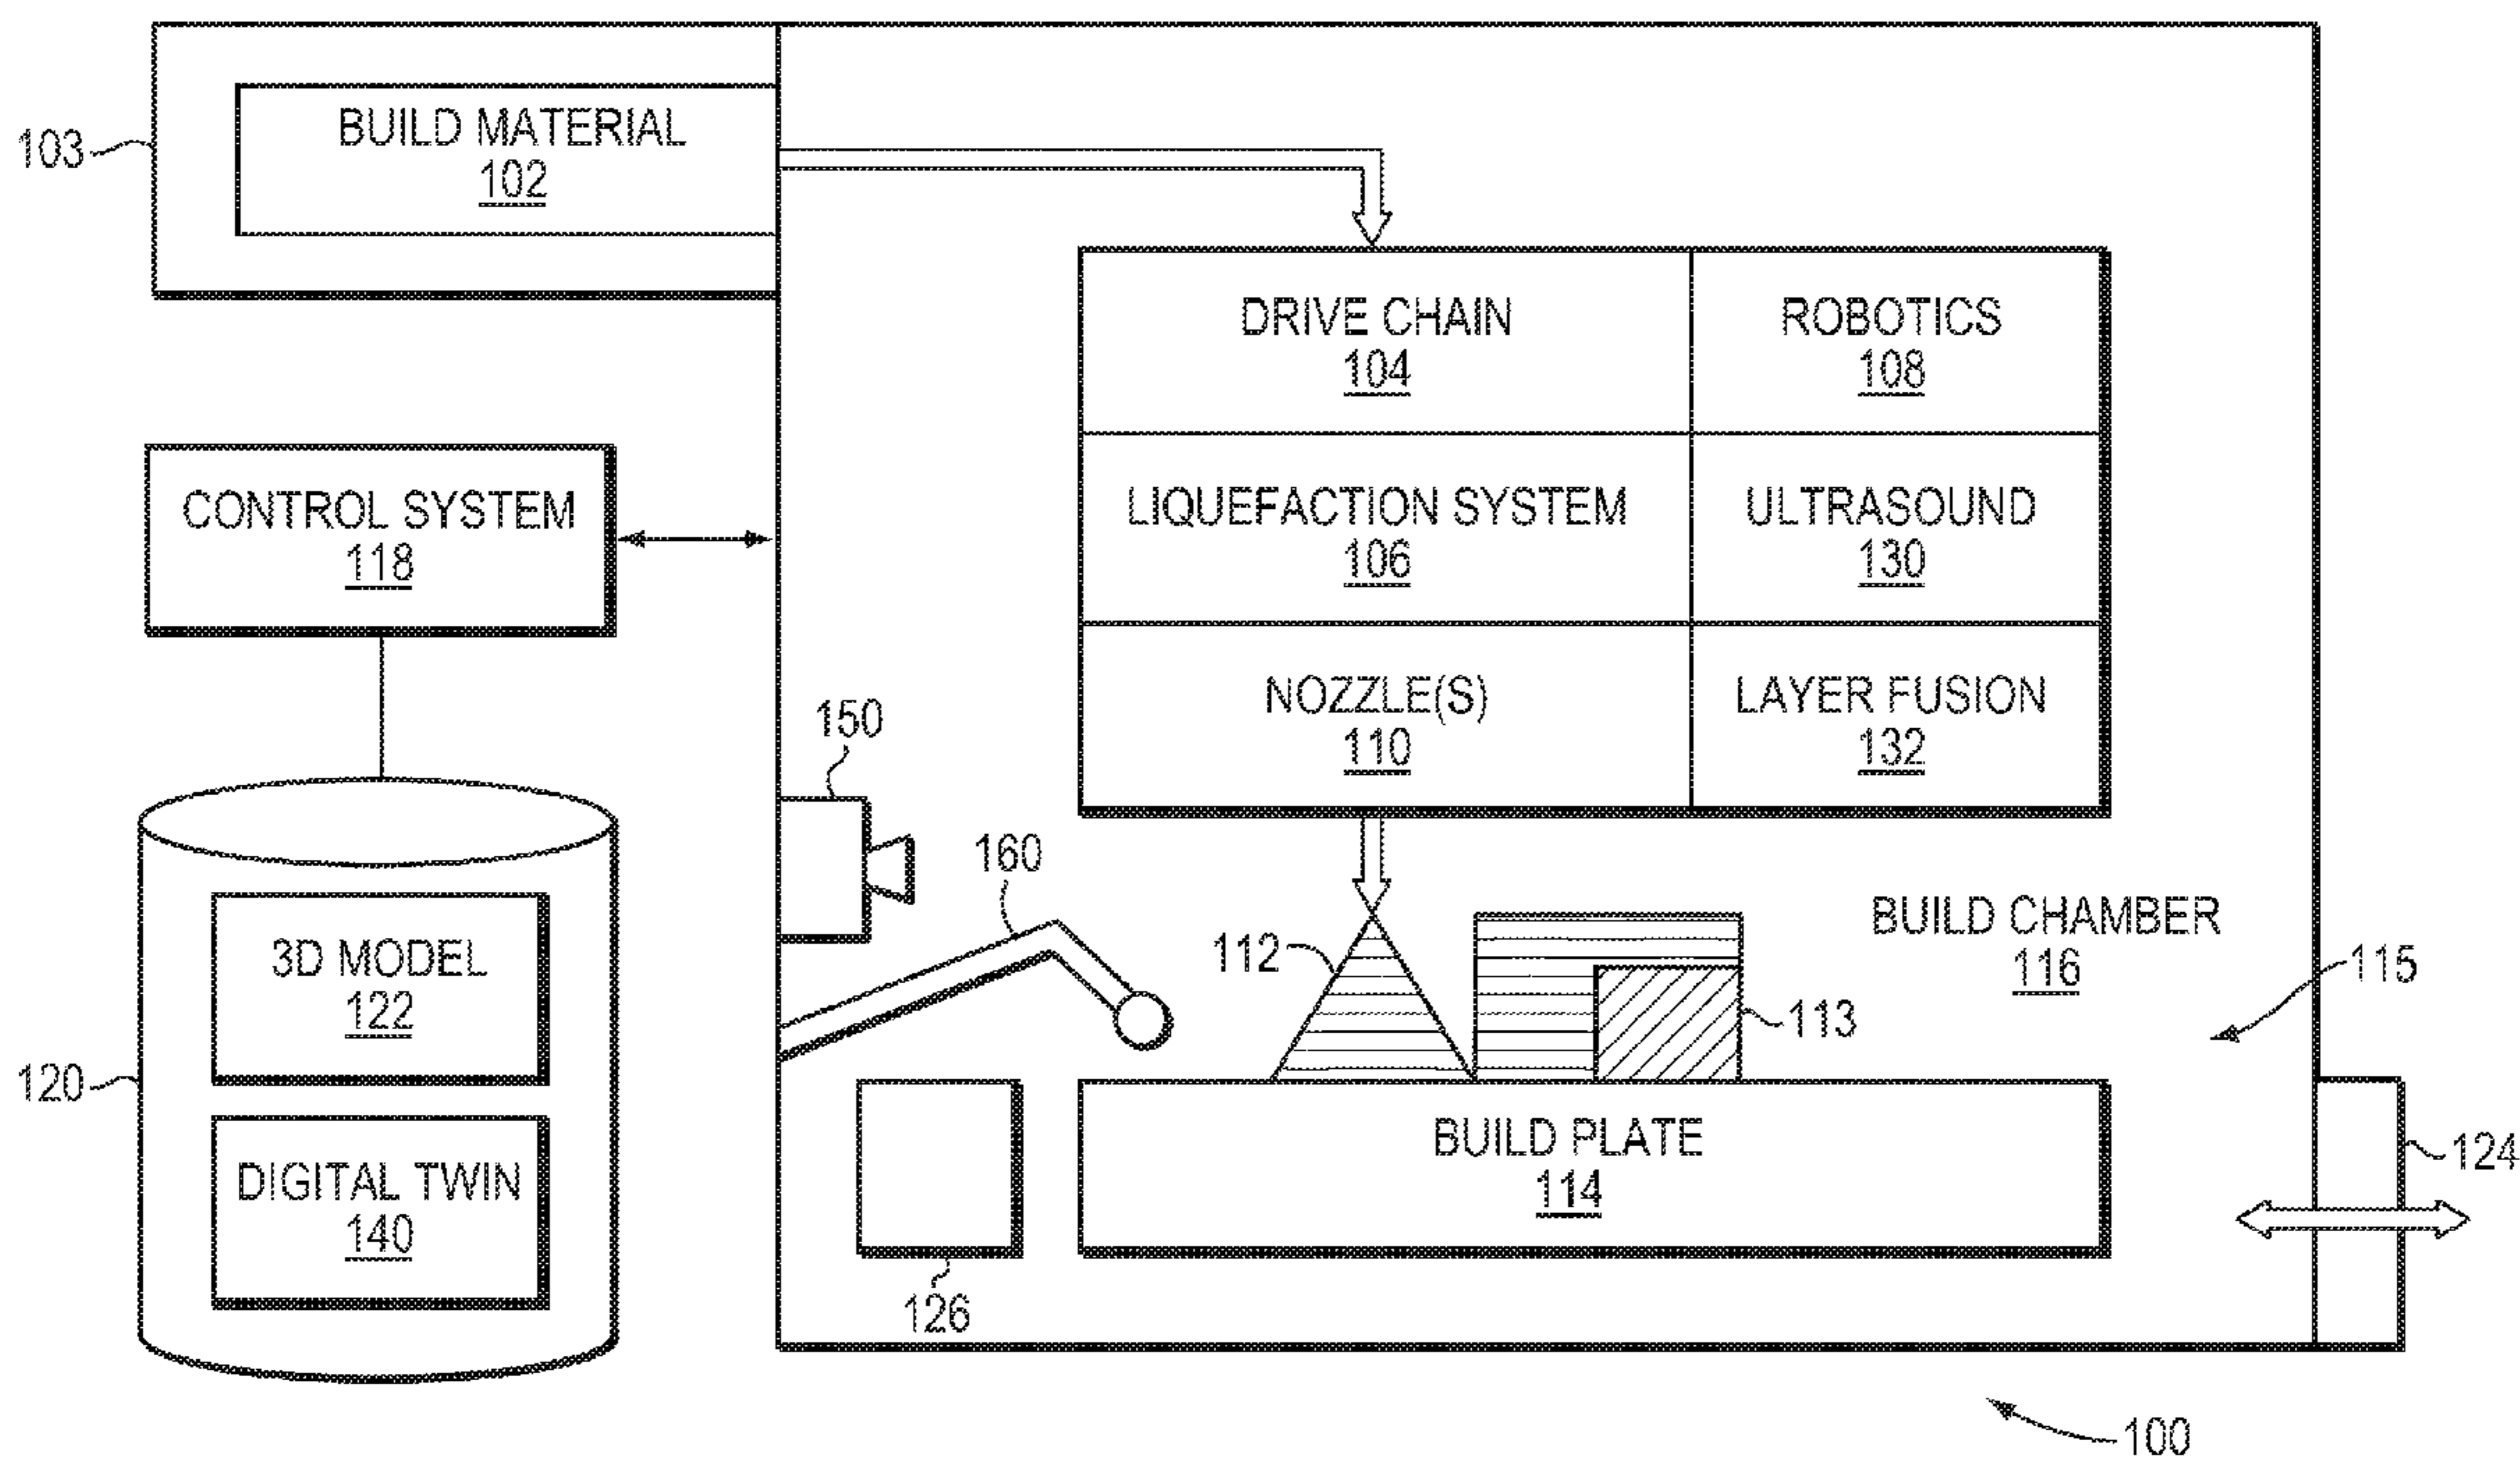 103
BUILD MATERIAL
102
DRIVE CHAIN
104
ROBOTICS
108
CONTROL SYSTEM
118
LIQUEFACTION SYSTEM
106
ULTRASOUND
130
NOZZLE(S)
110
LAYER FUSION
132
150
160
112
BUILD CHAMBER
116
115
113
3D MODEL
122
120
DIGITAL TWIN
140
BUILD PLATE
114
124
126
100